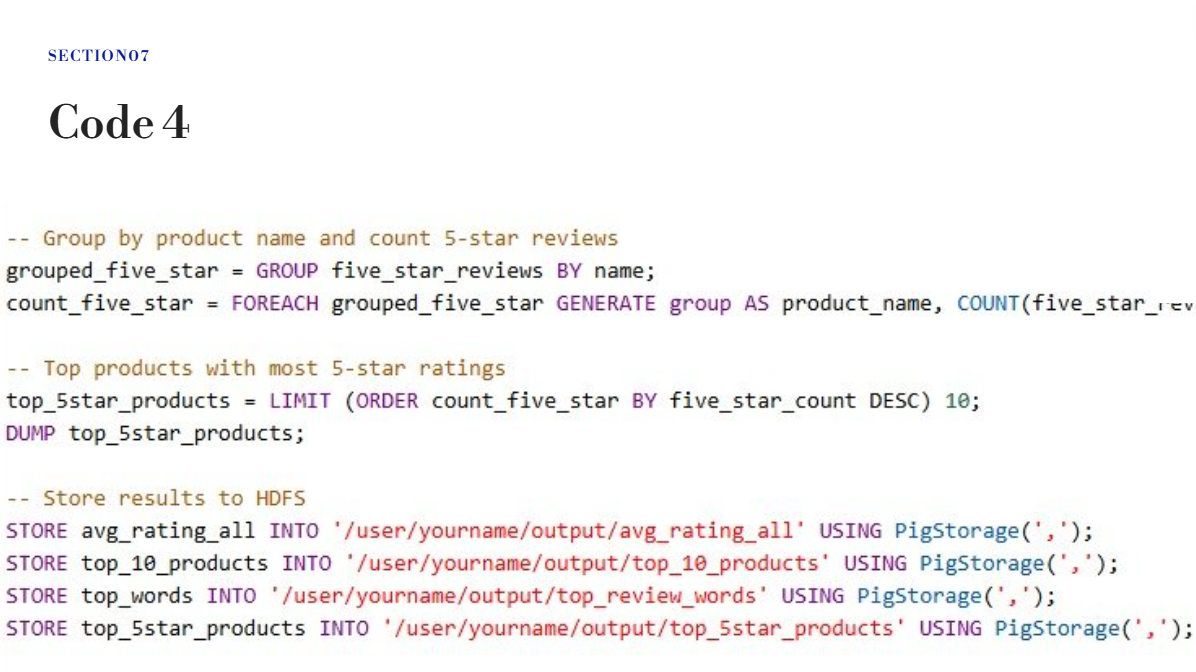 SECTION07
Code 4
-- Group by product name and count 5-star reviews
grouped_five_star = GROUP five_star_reviews BY name;
count_five_star = FOREACH grouped_five_star GENERATE group AS product_name, COUNT(five_star_rev
-- Top products with most 5-star ratings
top_5star_products = LIMIT (ORDER count_five_star BY five_star_count DESC) 10;
DUMP top_5star_products;
-- Store results to HDFS
STORE avg_rating_all INTO '/user/yourname/output/avg_rating_all' USING PigStorage(',');
STORE top_10_products INTO '/user/yourname/output/top_10_products' USING PigStorage(',');
STORE top_words INTO '/user/yourname/output/top_review_words' USING PigStorage(',');
STORE top_5star_products INTO '/user/yourname/output/top_5star_products' USING PigStorage(',');